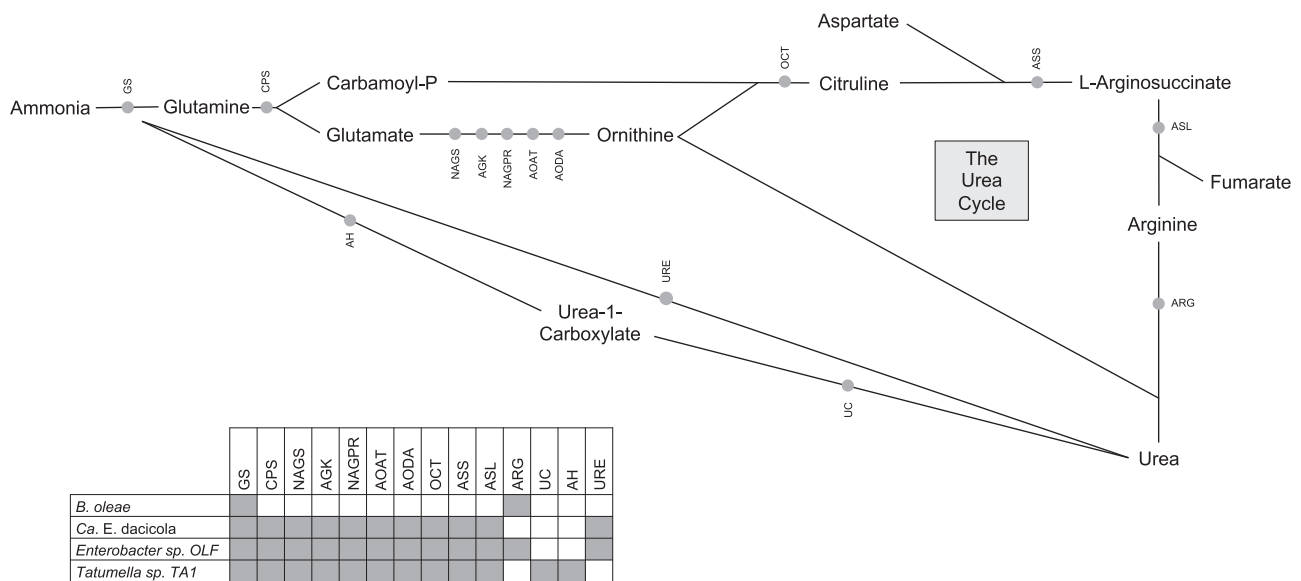 Aspartate
OCT
ASS
GS
CPS
Carbamoyl-P
Citruline
L-Arginosuccinate
Ammonia
Glutamine
Glutamate
NAGS
AGK
NAGPR
AOAT
AODA
Ornithine
ASL
The
Urea
Cycle
Fumarate
Arginine
AH
URE
Urea-1-
Carboxylate
ARG
UC
Urea
GS CPS NAGS AGK NAGPR AOAT AODA OCT ASS ASL ARG UC AH URE
B. oleae
Ca. E. dacicola
Enterobacter sp. OLF
Tatumella sp. TA1